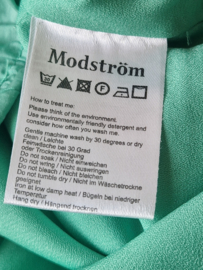 Modström
30
F
How to treat me:
Please think of the environment.
Use environmentally friendly detergent and
consider how often you wash me.
Gentle machine wash by 30 degrees or dry
clean / Feinwäsche bei 30 Grad
oder Trockenreinigung
Do not soak / Nicht einweichen
Do not wring / Nicht auswringen
Do not bleach / Nicht bleichen
Do not tumble dry / Nicht im Wäschetrockne
geeignet
Iron at low damp heat / Bügeln bei niedriger
Temperatur
Hang dry / Hängend trocknen